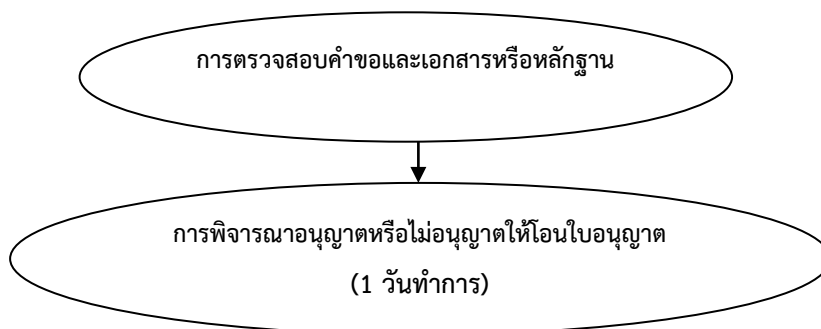 การตรวจสอบคำขอและเอกสารหรือหลักฐาน
การพิจารณาอนุญาตหรือไม่อนุญาตให้โอนใบอนุญาต
(1 วันทำการ)